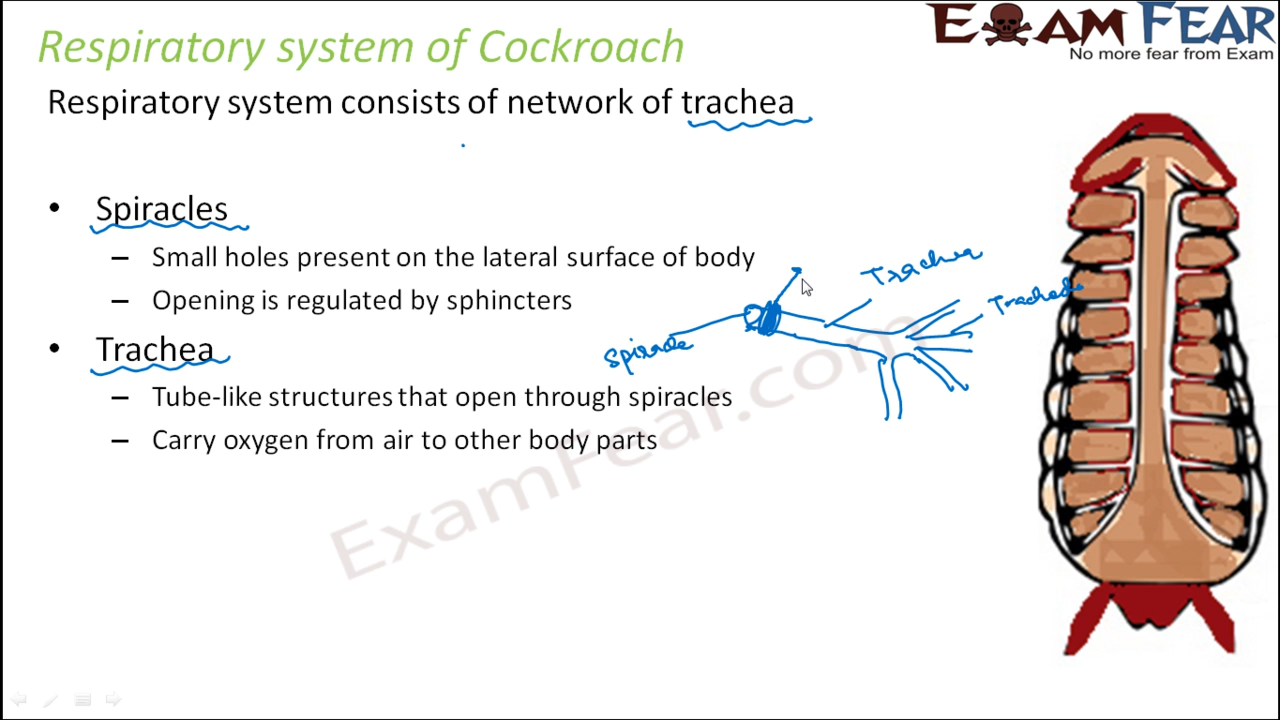 Respiratory system of Cockroach
EXAM FEAR
No more fear from Exam
Respiratory system consists of network of trachea
• Spiracles
– Small holes present on the lateral surface of body
– Opening is regulated by sphincters
• Trachea
– Tube-like structures that open through spiracles
– Carry oxygen from air to other body parts
Trachea
Spiracle
ExamFear.com